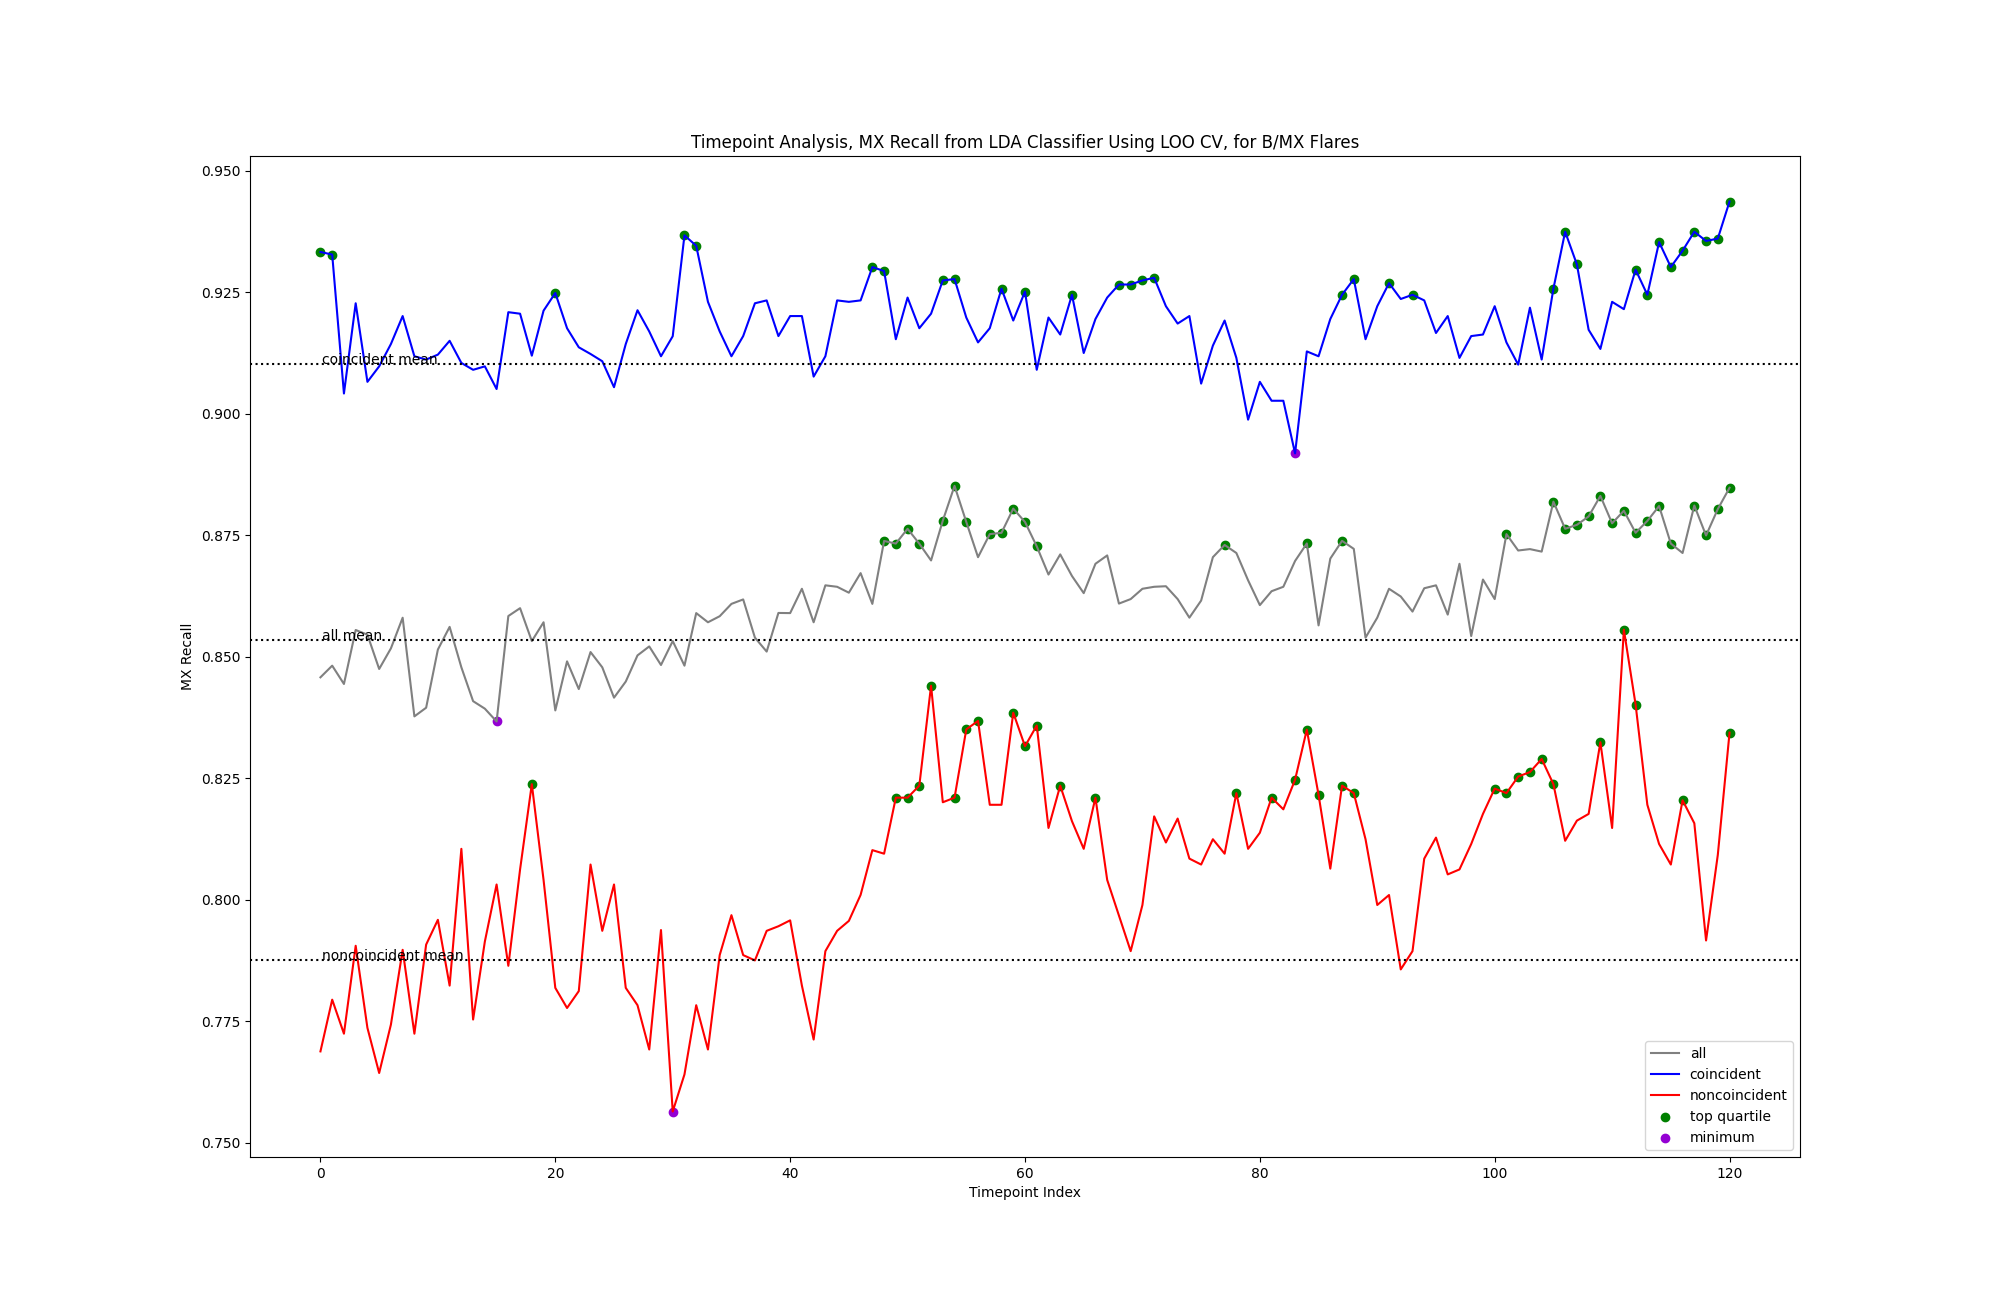 Timepoint Analysis, MX Recall from LDA Classifier Using LOO CV, for B/MX Flares
0.950
0.925
coincident mean
0.900
0.875
all mean
0.850
MX Recall
0.825
0.800
noncoincident mean
0.775
0.750
all
coincident
noncoincident
top quartile
minimum
0 20 40 60 80 100 120
Timepoint Index